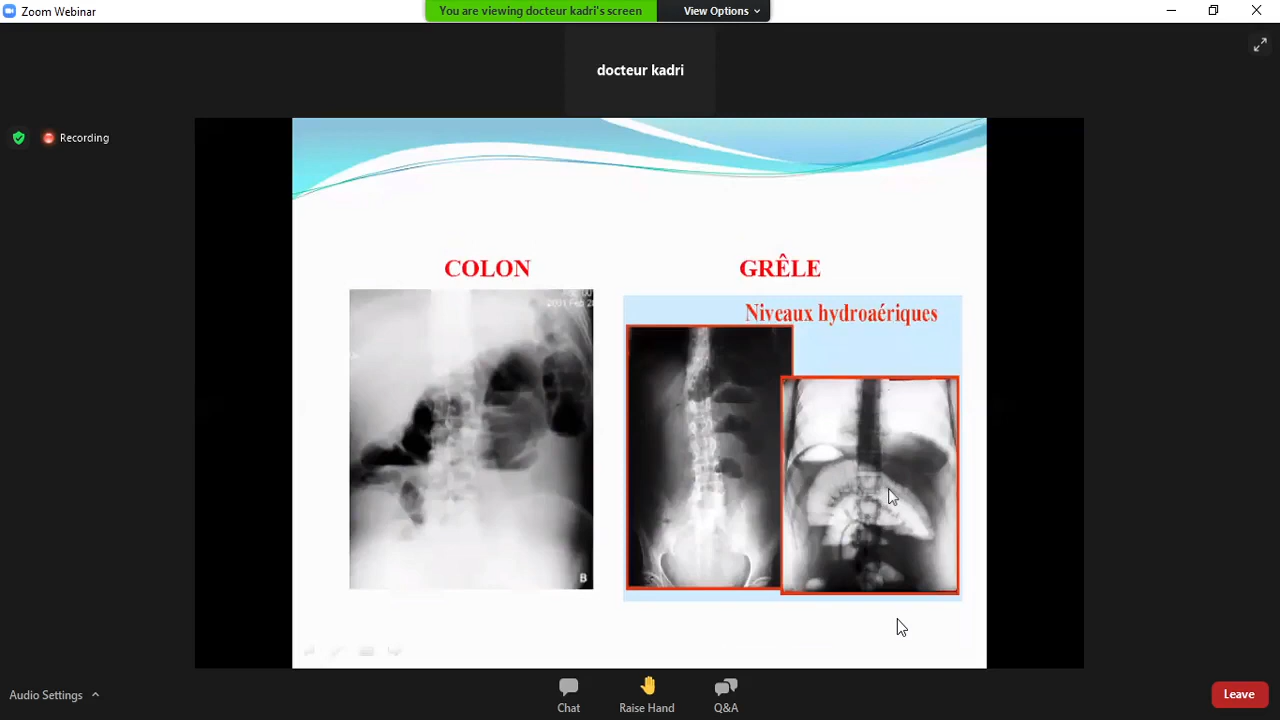 Zoom Webinar
You are viewing docteur kadri's screen
View Options
docteur kadri
Recording
COLON
GRÊLE
Niveaux hydroaériques
B
Audio Settings
Chat
Raise Hand
Q&A
Leave